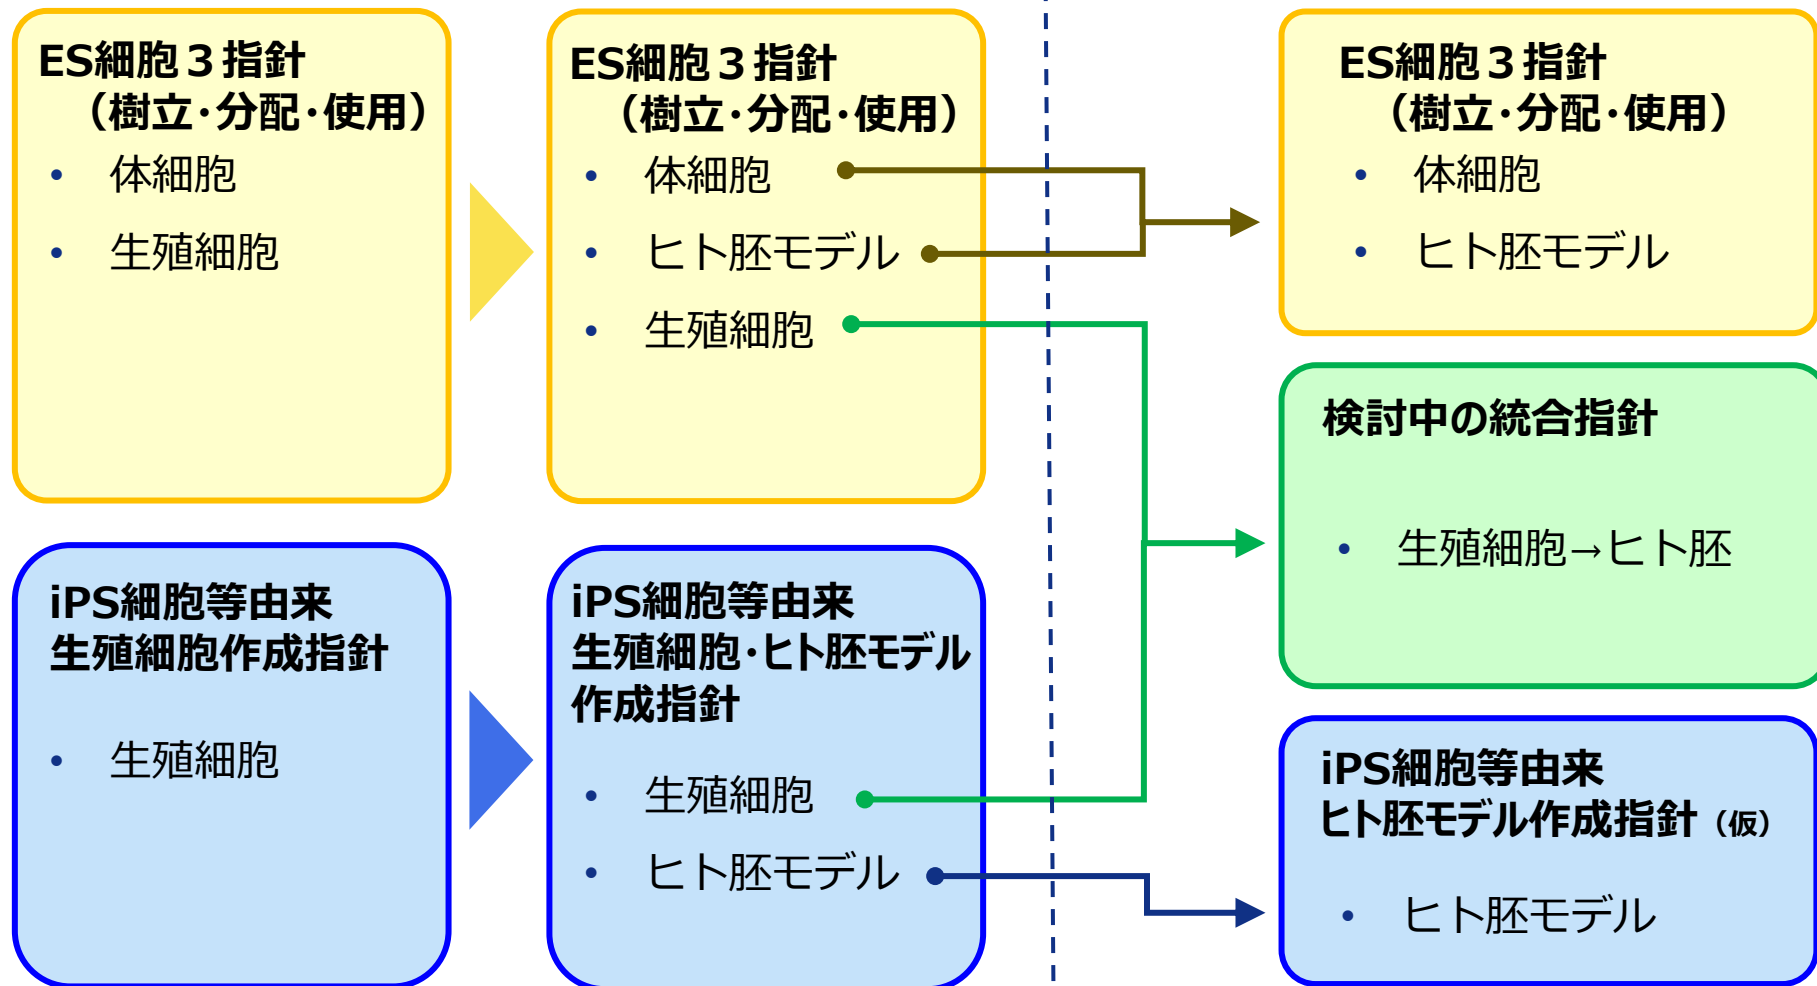 ES細胞３指針
（樹立・分配・使用）
• 体細胞
• 生殖細胞
iPS細胞等由来
生殖細胞作成指針
• 生殖細胞
ES細胞３指針
（樹立・分配・使用）
• 体細胞
• ヒト胚モデル
• 生殖細胞
iPS細胞等由来
生殖細胞・ヒト胚モデル
作成指針
• 生殖細胞
• ヒト胚モデル
ES細胞３指針
（樹立・分配・使用）
• 体細胞
• ヒト胚モデル
検討中の統合指針
• 生殖細胞→ヒト胚
iPS細胞等由来
ヒト胚モデル作成指針（仮）
• ヒト胚モデル